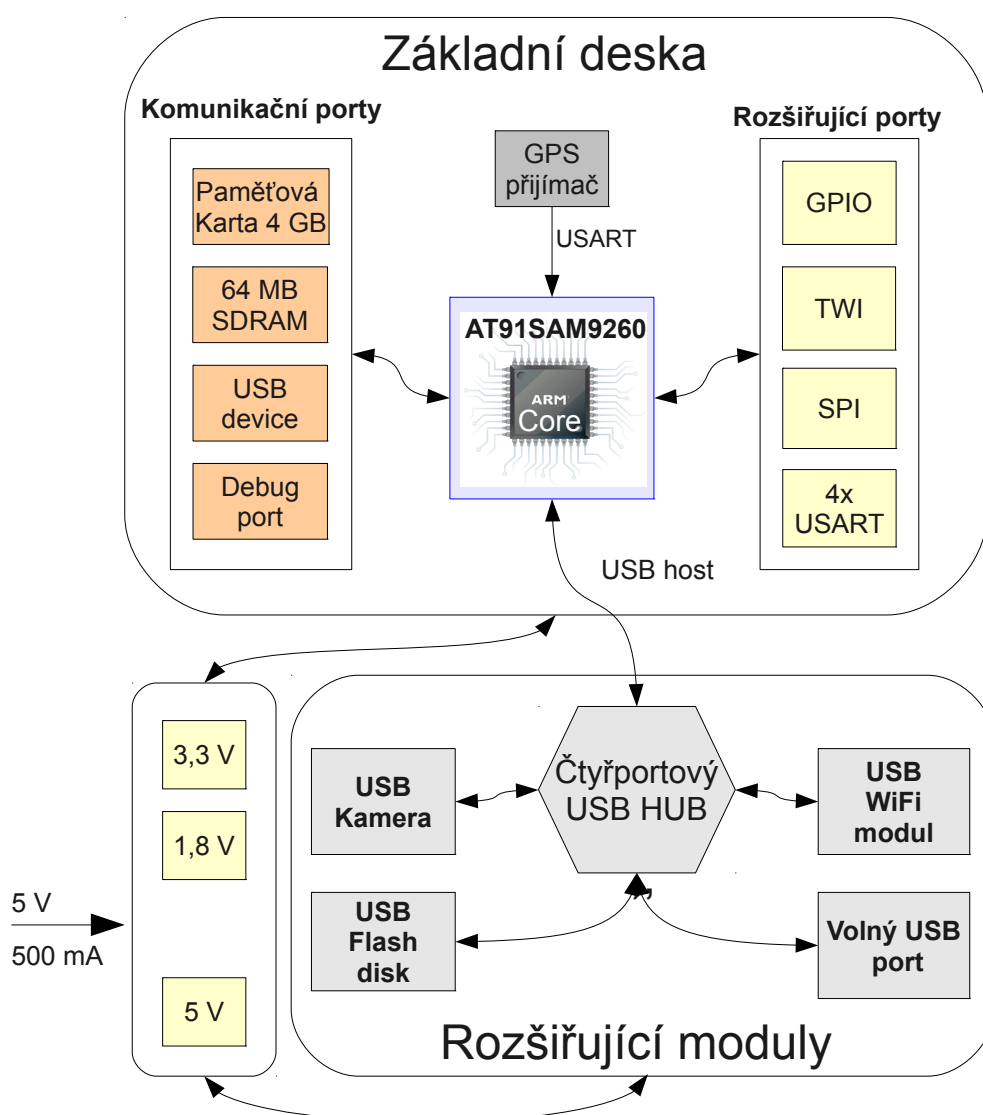 Základní deska
Komunikační porty
Paměťová
Karta 4 GB
64 MB
SDRAM
USB
device
Debug
port
GPS
přijímač
USART
AT91SAM9260
ARM
Core
Rozšiřující porty
GPIO
TWI
SPI
4x
USART
USB host
3,3 V
1,8 V
5 V
5 V
500 mA
Čtyřportový
USB HUB
USB
Kamera
USB
WiFi
modul
USB
Flash
disk
Volný USB
port
Rozšiřující moduly